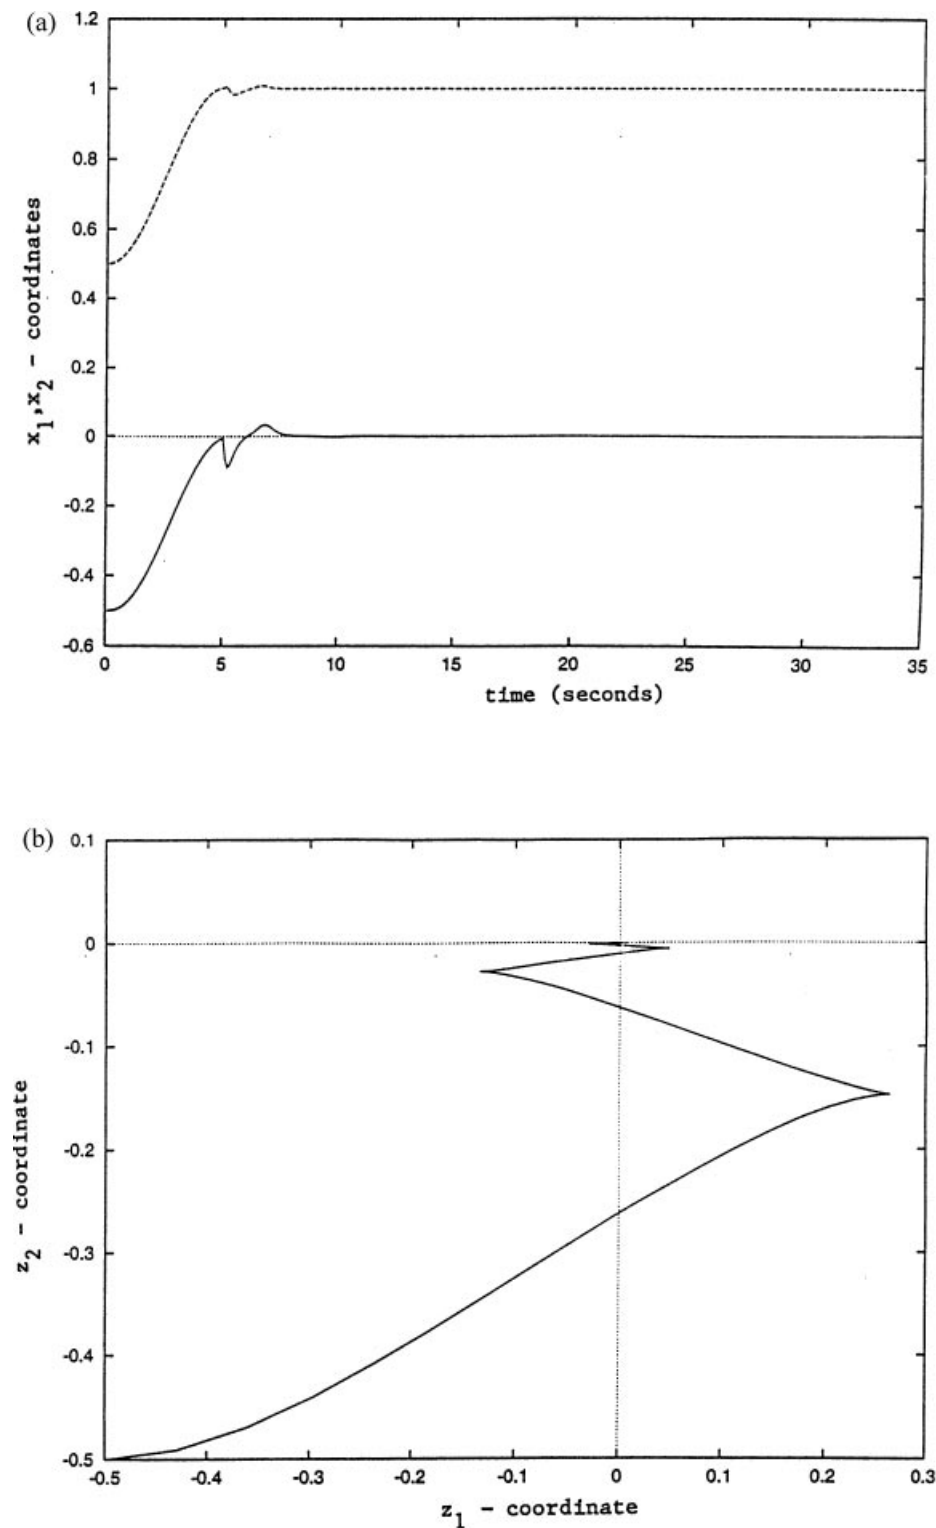 (a)
1.2
1
0.8
0.6
0.4
0.2
0
-0.2
-0.4
-0.6
x1,x2 - coordinates
0 5 10 15 20 25 30 35
time (seconds)
(b)
0.1
0
-0.1
-0.2
-0.3
-0.4
-0.5
z2 - coordinate
-0.5 -0.4 -0.3 -0.2 -0.1 0 0.1 0.2 0.3
z1 - coordinate